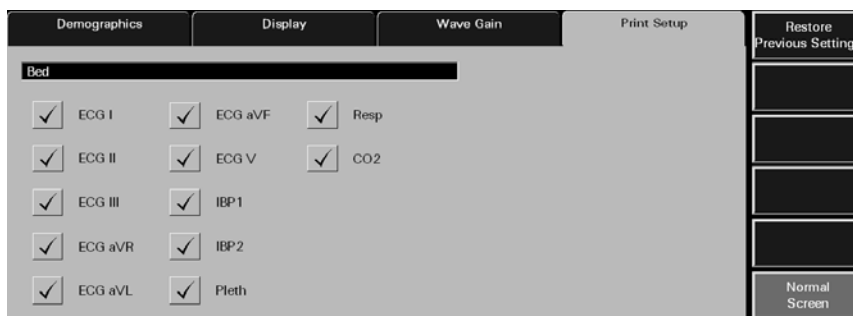 Demographics Display Wave Gain Print Setup Restore
Previous Setting
Bed
ECG I ECG aVF Resp
ECG II ECG V CO2
ECG III IBP1
ECG aVR IBP2
ECG aVL Pleth
Normal
Screen